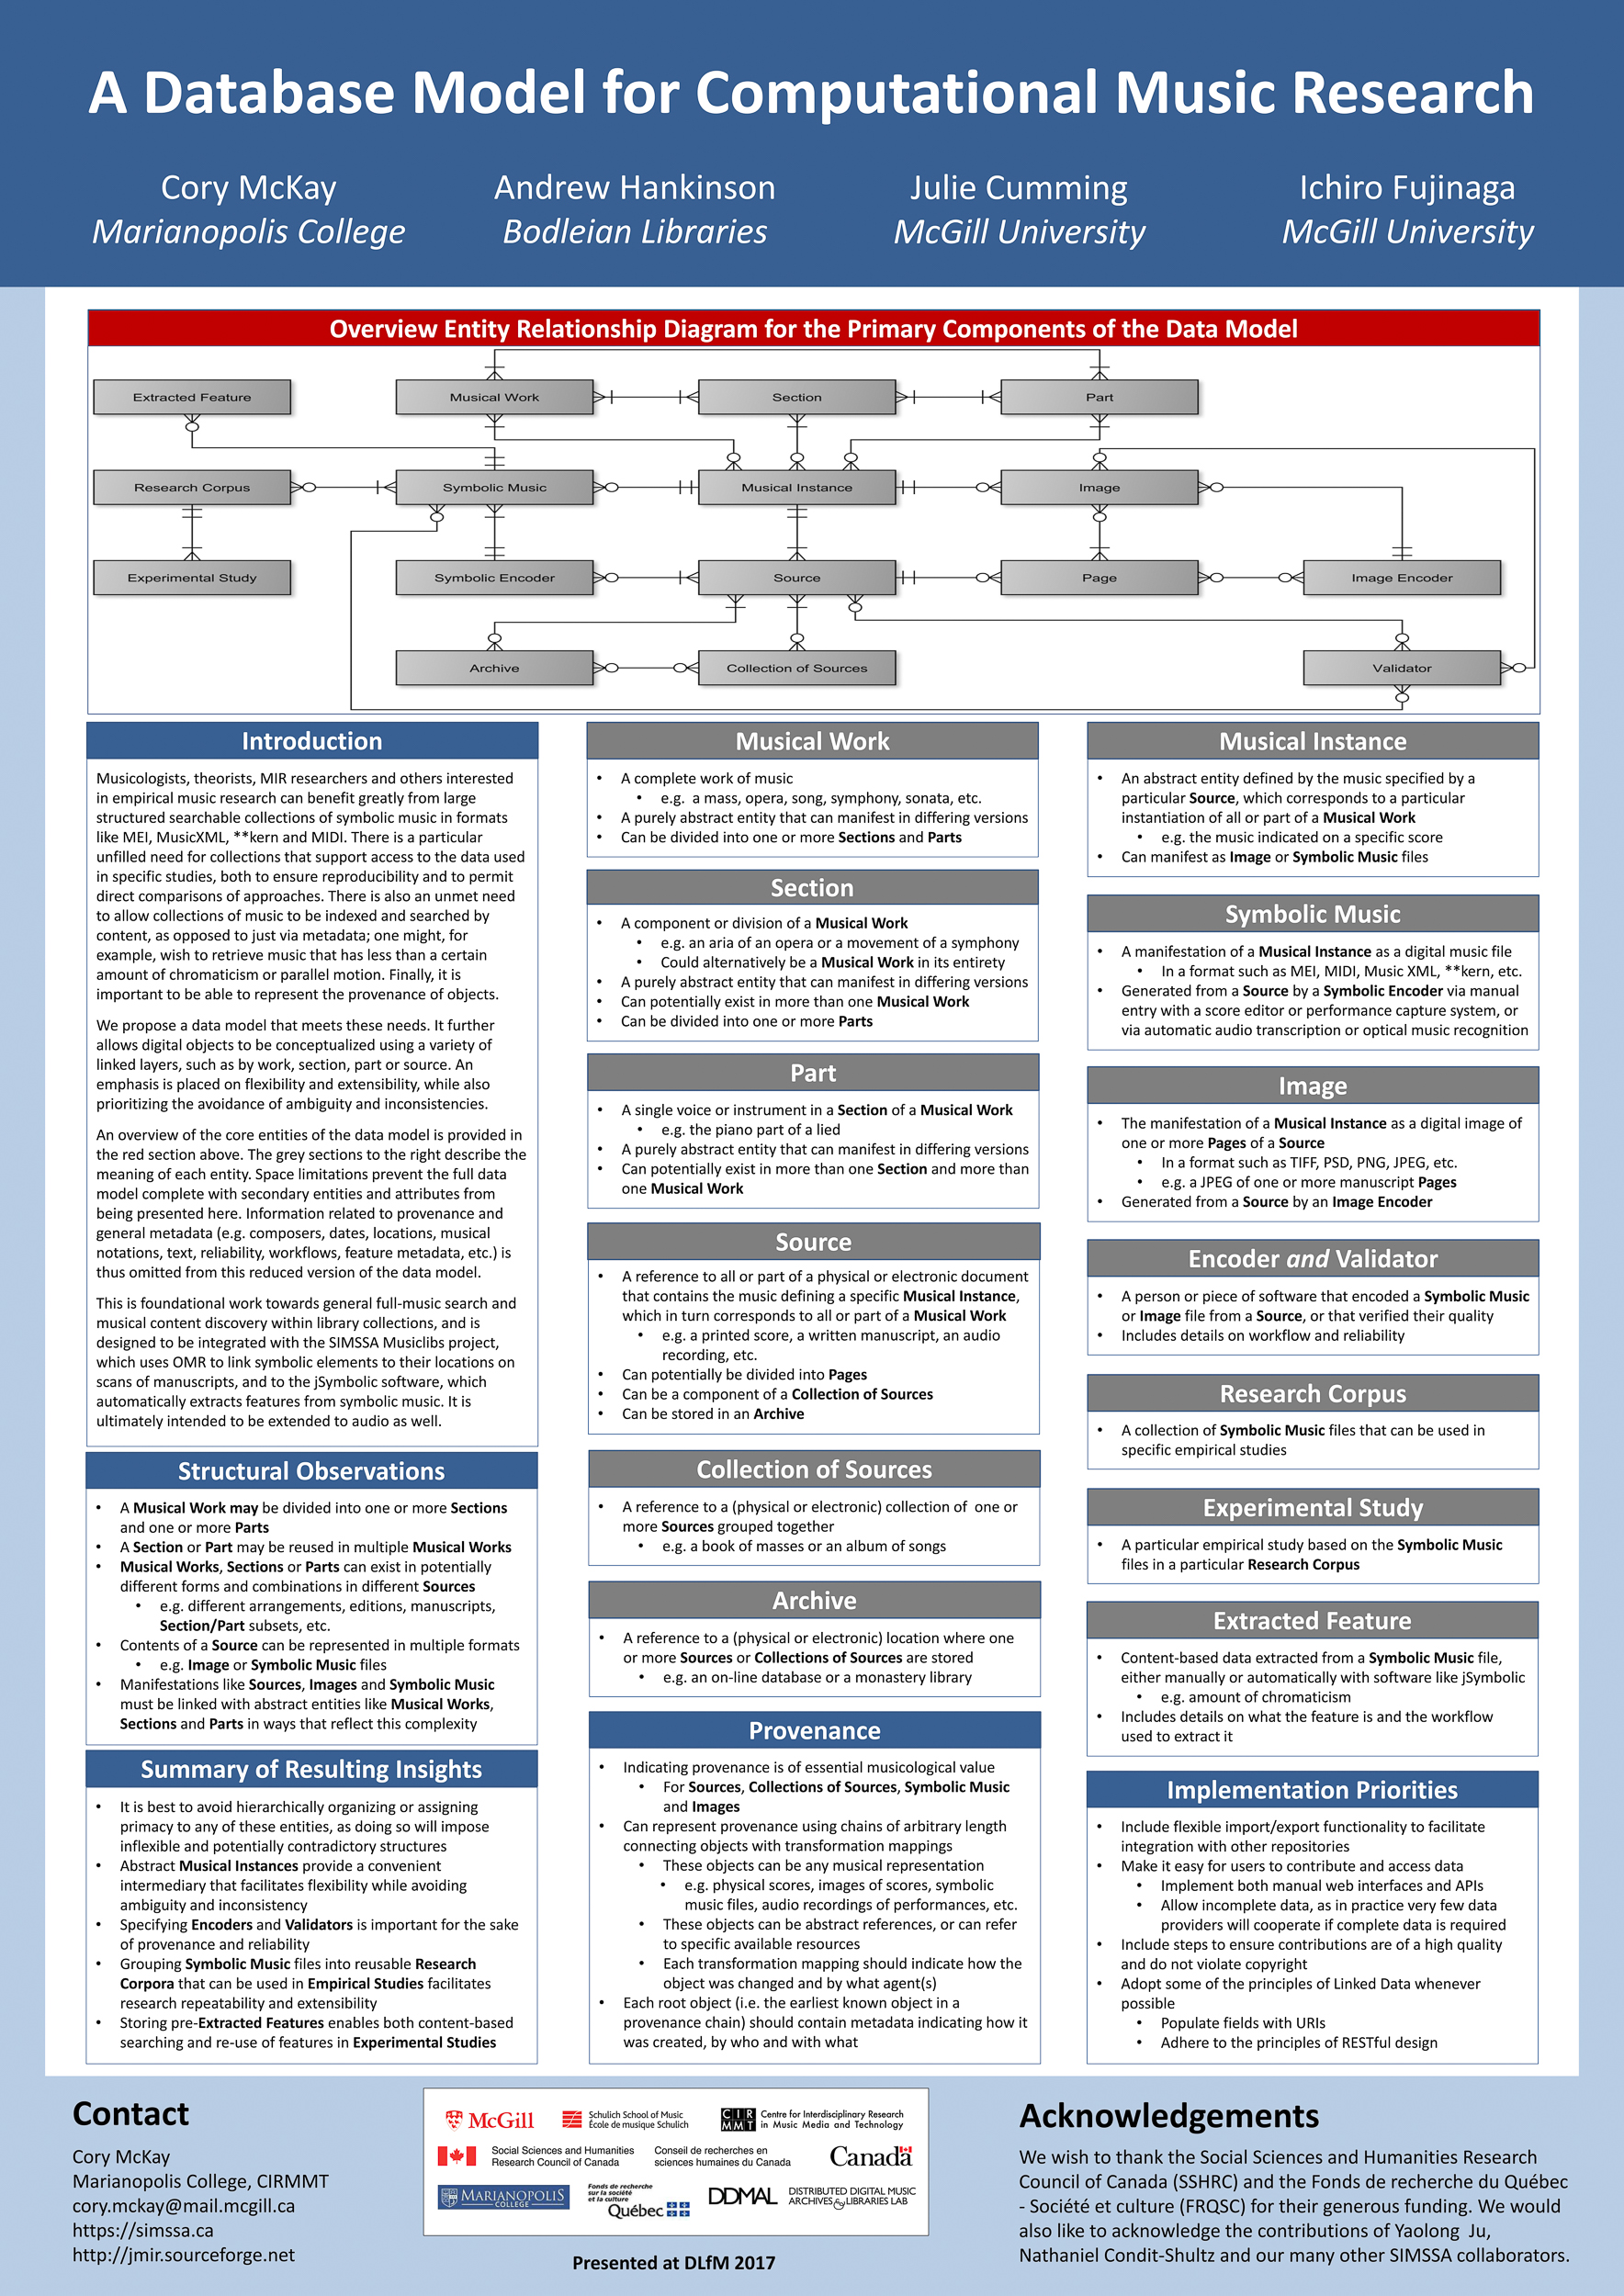 A Database Model for Computational Music Research
Cory McKay
Marianopolis College
Andrew Hankinson
Bodleian Libraries
Julie Cumming
McGill University
Ichiro Fujinaga
McGill University
Overview Entity Relationship Diagram for the Primary Components of the Data Model
Extracted Feature
Musical Work
Section
Part
Research Corpus
Symbolic Music
Musical Instance
Image
Experimental Study
Symbolic Encoder
Source
Page
Image Encoder
Archive
Collection of Sources
Validator
Introduction
Musicologists, theorists, MIR researchers and others interested
in empirical music research can benefit greatly from large
structured searchable collections of symbolic music in formats
like MEI, MusicXML, **kern and MIDI. There is a particular
unfilled need for collections that support access to the data used
in specific studies, both to ensure reproducibility and to permit
direct comparisons of approaches. There is also an unmet need
to allow collections of music to be indexed and searched by
content, as opposed to just via metadata; one might, for
example, wish to retrieve music that has less than a certain
amount of chromaticism or parallel motion. Finally, it is
important to be able to represent the provenance of objects.
We propose a data model that meets these needs. It further
allows digital objects to be conceptualized using a variety of
linked layers, such as by work, section, part or source. An
emphasis is placed on flexibility and extensibility, while also
prioritizing the avoidance of ambiguity and inconsistencies.
An overview of the core entities of the data model is provided in
the red section above. The grey sections to the right describe the
meaning of each entity. Space limitations prevent the full data
model complete with secondary entities and attributes from
being presented here. Information related to provenance and
general metadata (e.g. composers, dates, locations, musical
notations, text, reliability, workflows, feature metadata, etc.) is
thus omitted from this reduced version of the data model.
This is foundational work towards general full-music search and
musical content discovery within library collections, and is
designed to be integrated with the SIMSSA Musiclibs project,
which uses OMR to link symbolic elements to their locations on
scans of manuscripts, and to the jSymbolic software, which
automatically extracts features from symbolic music. It is
ultimately intended to be extended to audio as well.
Structural Observations
• A Musical Work may be divided into one or more Sections
and one or more Parts
• A Section or Part may be reused in multiple Musical Works
• Musical Works, Sections or Parts can exist in potentially
different forms and combinations in different Sources
• e.g. different arrangements, editions, manuscripts,
Section/Part subsets, etc.
• Contents of a Source can be represented in multiple formats
• e.g. Image or Symbolic Music files
• Manifestations like Sources, Images and Symbolic Music
must be linked with abstract entities like Musical Works,
Sections and Parts in ways that reflect this complexity
Summary of Resulting Insights
• It is best to avoid hierarchically organizing or assigning
primacy to any of these entities, as doing so will impose
inflexible and potentially contradictory structures
• Abstract Musical Instances provide a convenient
intermediary that facilitates flexibility while avoiding
ambiguity and inconsistency
• Specifying Encoders and Validators is important for the sake
of provenance and reliability
• Grouping Symbolic Music files into reusable Research
Corpora that can be used in Empirical Studies facilitates
research repeatability and extensibility
• Storing pre-Extracted Features enables both content-based
searching and re-use of features in Experimental Studies
Musical Work
• A complete work of music
• e.g. a mass, opera, song, symphony, sonata, etc.
• A purely abstract entity that can manifest in differing versions
• Can be divided into one or more Sections and Parts
Section
• A component or division of a Musical Work
• e.g. an aria of an opera or a movement of a symphony
• Could alternatively be a Musical Work in its entirety
• A purely abstract entity that can manifest in differing versions
• Can potentially exist in more than one Musical Work
• Can be divided into one or more Parts
Part
• A single voice or instrument in a Section of a Musical Work
• e.g. the piano part of a lied
• A purely abstract entity that can manifest in differing versions
• Can potentially exist in more than one Section and more than
one Musical Work
Source
• A reference to all or part of a physical or electronic document
that contains the music defining a specific Musical Instance,
which in turn corresponds to all or part of a Musical Work
• e.g. a printed score, a written manuscript, an audio
recording, etc.
• Can potentially be divided into Pages
• Can be a component of a Collection of Sources
• Can be stored in an Archive
Collection of Sources
• A reference to a (physical or electronic) collection of one or
more Sources grouped together
• e.g. a book of masses or an album of songs
Archive
• A reference to a (physical or electronic) location where one
or more Sources or Collections of Sources are stored
• e.g. an on-line database or a monastery library
Provenance
• Indicating provenance is of essential musicological value
• For Sources, Collections of Sources, Symbolic Music
and Images
• Can represent provenance using chains of arbitrary length
connecting objects with transformation mappings
• These objects can be any musical representation
• e.g. physical scores, images of scores, symbolic
music files, audio recordings of performances, etc.
• These objects can be abstract references, or can refer
to specific available resources
• Each transformation mapping should indicate how the
object was changed and by what agent(s)
• Each root object (i.e. the earliest known object in a
provenance chain) should contain metadata indicating how it
was created, by who and with what
Musical Instance
• An abstract entity defined by the music specified by a
particular Source, which corresponds to a particular
instantiation of all or part of a Musical Work
• e.g. the music indicated on a specific score
• Can manifest as Image or Symbolic Music files
Symbolic Music
• A manifestation of a Musical Instance as a digital music file
• In a format such as MEI, MIDI, Music XML, **kern, etc.
• Generated from a Source by a Symbolic Encoder via manual
entry with a score editor or performance capture system, or
via automatic audio transcription or optical music recognition
Image
• The manifestation of a Musical Instance as a digital image of
one or more Pages of a Source
• In a format such as TIFF, PSD, PNG, JPEG, etc.
• e.g. a JPEG of one or more manuscript Pages
• Generated from a Source by an Image Encoder
Encoder and Validator
• A person or piece of software that encoded a Symbolic Music
or Image file from a Source, or that verified their quality
• Includes details on workflow and reliability
Research Corpus
• A collection of Symbolic Music files that can be used in
specific empirical studies
Experimental Study
• A particular empirical study based on the Symbolic Music
files in a particular Research Corpus
Extracted Feature
• Content-based data extracted from a Symbolic Music file,
either manually or automatically with software like jSymbolic
• e.g. amount of chromaticism
• Includes details on what the feature is and the workflow
used to extract it
Implementation Priorities
• Include flexible import/export functionality to facilitate
integration with other repositories
• Make it easy for users to contribute and access data
• Implement both manual web interfaces and APIs
• Allow incomplete data, as in practice very few data
providers will cooperate if complete data is required
• Include steps to ensure contributions are of a high quality
and do not violate copyright
• Adopt some of the principles of Linked Data whenever
possible
• Populate fields with URIs
• Adhere to the principles of RESTful design
Contact
Cory McKay
Marianopolis College, CIRMMT
cory.mckay@mail.mcgill.ca
https://simssa.ca
http://jmir.sourceforge.net
McGill
Schulich School of Music
École de musique Schulich
CIRMMT
Centre for Interdisciplinary Research
in Music Media and Technology
Social Sciences and Humanities
Research Council of Canada
Conseil de recherches en
sciences humaines du Canada
Canada
MARIANOPOLIS
COLLEGE
Fonds de recherche
sur la société
et la culture
Québec
DDMAL
DISTRIBUTED DIGITAL MUSIC
ARCHIVES & LIBRARIES LAB
Presented at DLfM 2017
Acknowledgements
We wish to thank the Social Sciences and Humanities Research
Council of Canada (SSHRC) and the Fonds de recherche du Québec
- Société et culture (FRQSC) for their generous funding. We would
also like to acknowledge the contributions of Yaolong Ju,
Nathaniel Condit-Shultz and our many other SIMSSA collaborators.